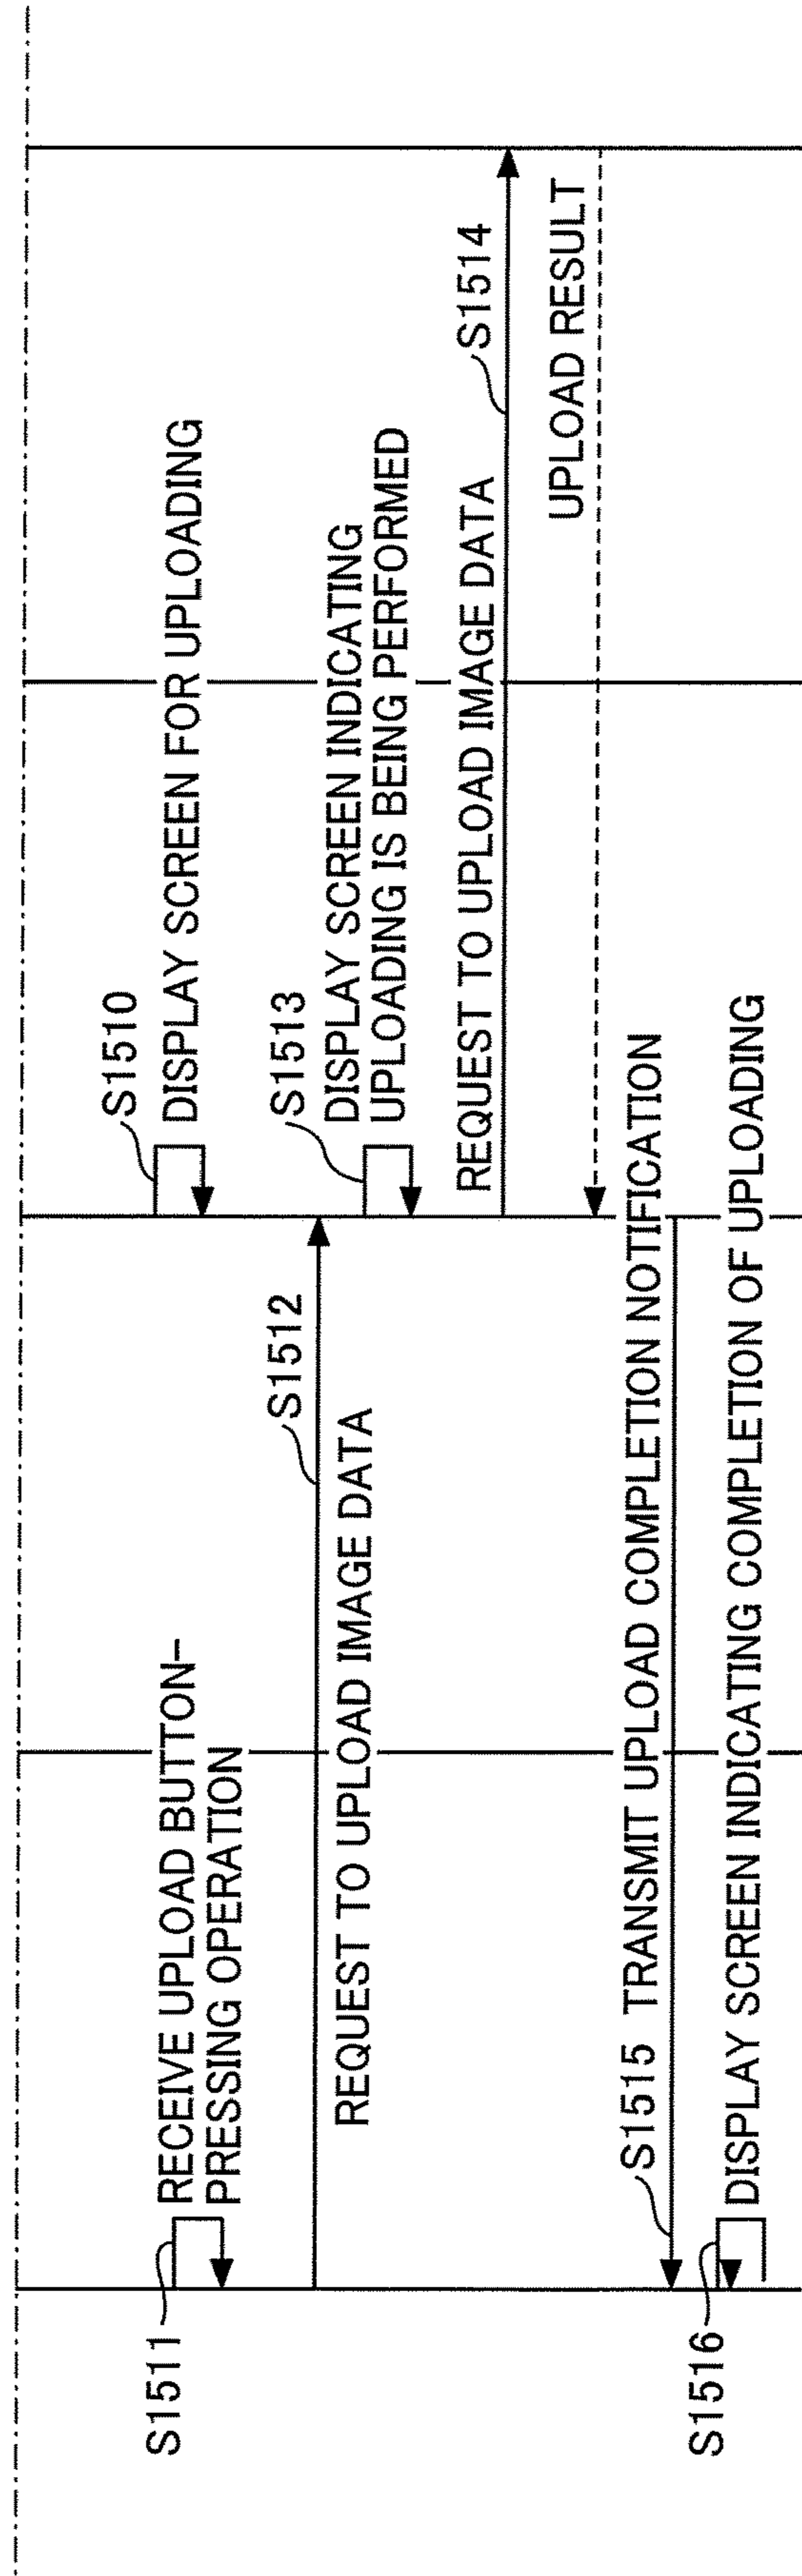 S1510
DISPLAY SCREEN FOR UPLOADING
S1511
RECEIVE UPLOAD BUTTON-
PRESSING OPERATION
S1512
REQUEST TO UPLOAD IMAGE DATA
S1513
DISPLAY SCREEN INDICATING
UPLOADING IS BEING PERFORMED
REQUEST TO UPLOAD IMAGE DATA
S1514
UPLOAD RESULT
S1515 TRANSMIT UPLOAD COMPLETION NOTIFICATION
S1516
DISPLAY SCREEN INDICATING COMPLETION OF UPLOADING